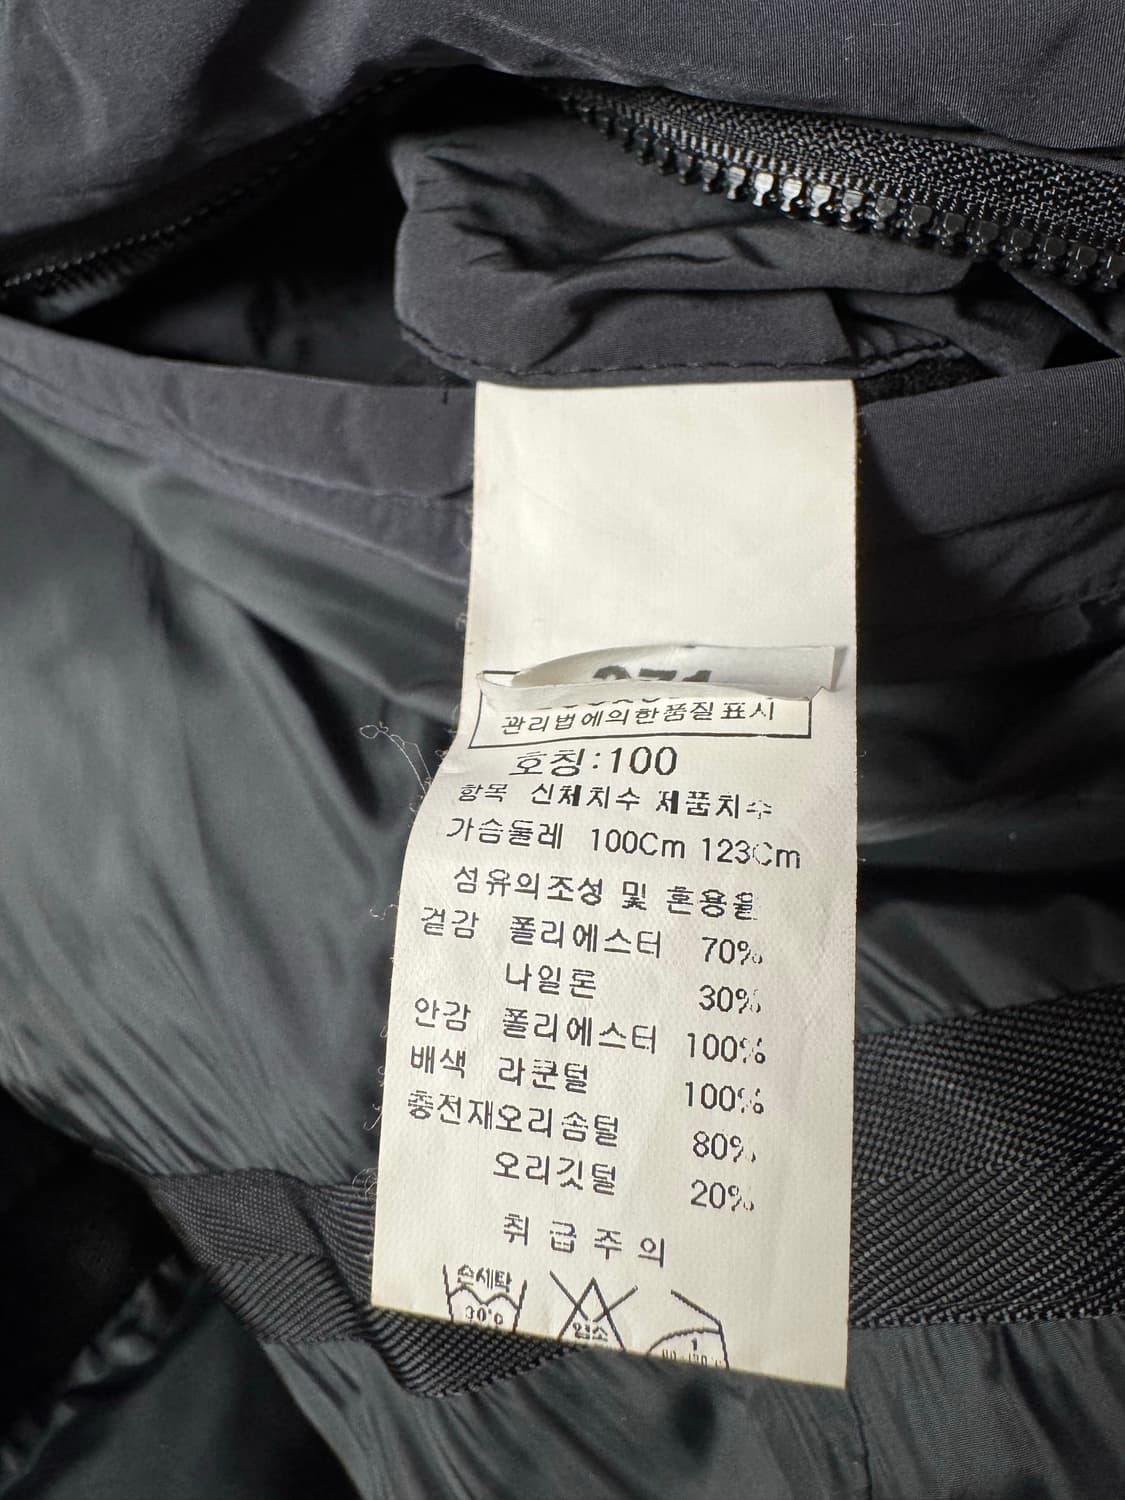 관리법에의한품질표시
호칭:100
항목 신체치수 제품치수
가슴둘레 100Cm 123Cm
섬유의조성 및 혼용율
겉감 폴리에스터 70%
나일론 30%
안감 폴리에스터 100%
배색 라쿤털 100%
충전재오리솜털 80%
오리깃털 20%
취급주의
손세탁
30°c
염소
1